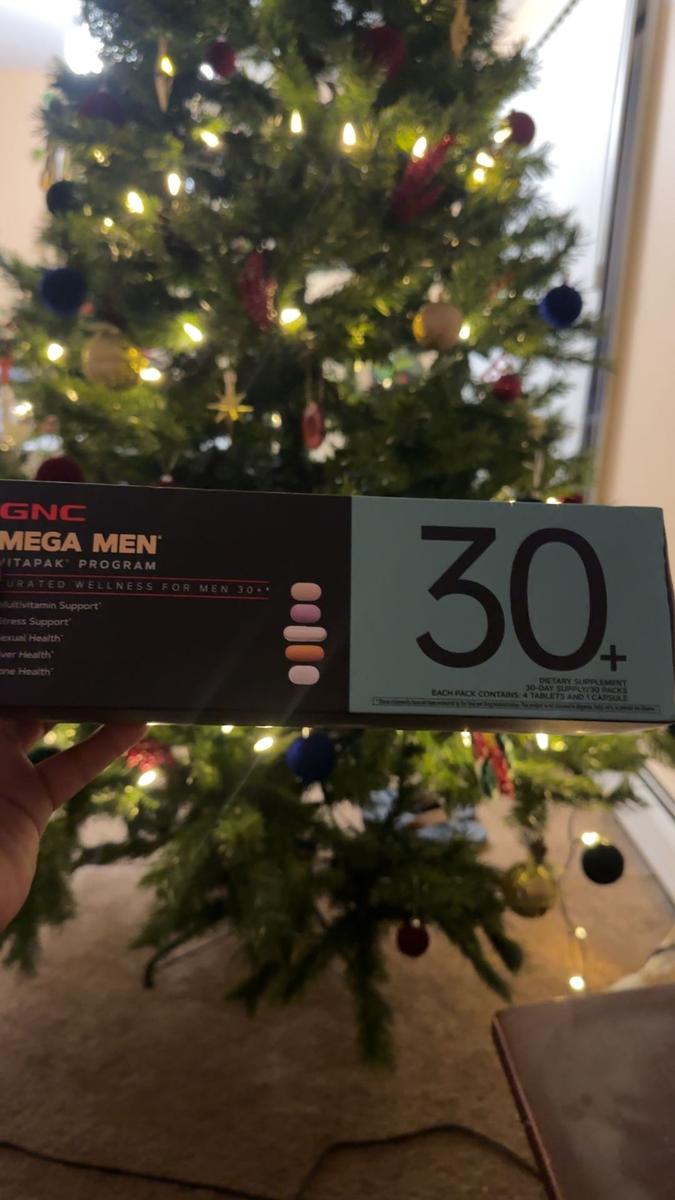 GNC
MEGA MEN®
VITAPAK® PROGRAM
CURATED WELLNESS FOR MEN 30+*
Multivitamin Support*
Stress Support*
Sexual Health*
Liver Health*
Bone Health*
30+
DIETARY SUPPLEMENT
30-DAY SUPPLY/30 PACKS
EACH PACK CONTAINS: 4 TABLETS AND 1 CAPSULE